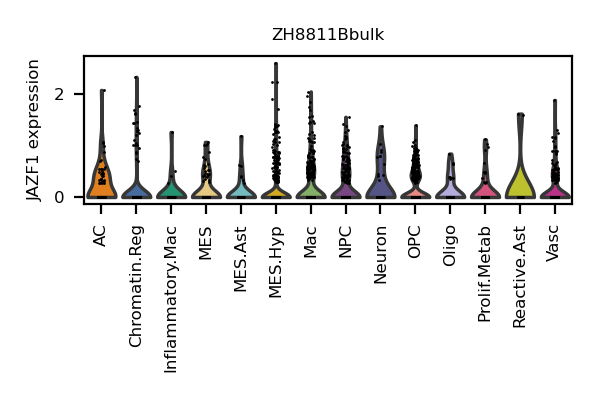 ZH8811Bbulk
JAZF1 expression
2
0
AC
Chromatin.Reg
Inflammatory.Mac
MES
MES.Ast
MES.Hyp
Mac
NPC
Neuron
OPC
Oligo
Prolif.Metab
Reactive.Ast
Vasc